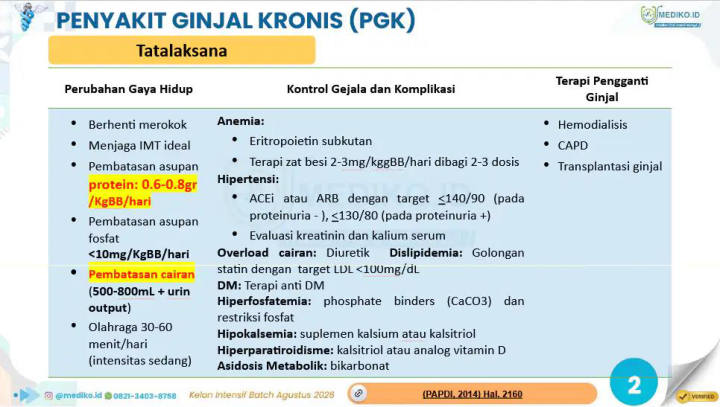 PENYAKIT GINJAL KRONIS (PGK)
MEDIKO.ID
Tatalaksana
Perubahan Gaya Hidup
Kontrol Gejala dan Komplikasi
Terapi Pengganti
Ginjal
• Berhenti merokok
• Menjaga IMT ideal
• Pembatasan asupan
protein: 0.6-0.8gr
/KgBB/hari
• Pembatasan asupan
fosfat
<10mg/KgBB/hari
• Pembatasan cairan
(500-800mL + urin
output)
• Olahraga 30-60
menit/hari
(intensitas sedang)
Anemia:
• Eritropoietin subkutan
• Terapi zat besi 2-3mg/kggBB/hari dibagi 2-3 dosis
Hipertensi:
• ACEi atau ARB dengan target ≤140/90 (pada
proteinuria - ), ≤130/80 (pada proteinuria +)
• Evaluasi kreatinin dan kalium serum
Overload cairan: Diuretik Dislipidemia: Golongan
statin dengan target LDL <100mg/dL
DM: Terapi anti DM
Hiperfosfatemia: phosphate binders (CaCO3) dan
restriksi fosfat
Hipokalsemia: suplemen kalsium atau kalsitriol
Hiperparatiroidisme: kalsitriol atau analog vitamin D
Asidosis Metabolik: bikarbonat
• Hemodialisis
• CAPD
• Transplantasi ginjal
@mediko.id 0821-3403-8758 Kelan Intensif Batch Agustus 2026
(PAPDI, 2014) Hal. 2160
2
VERIFIED